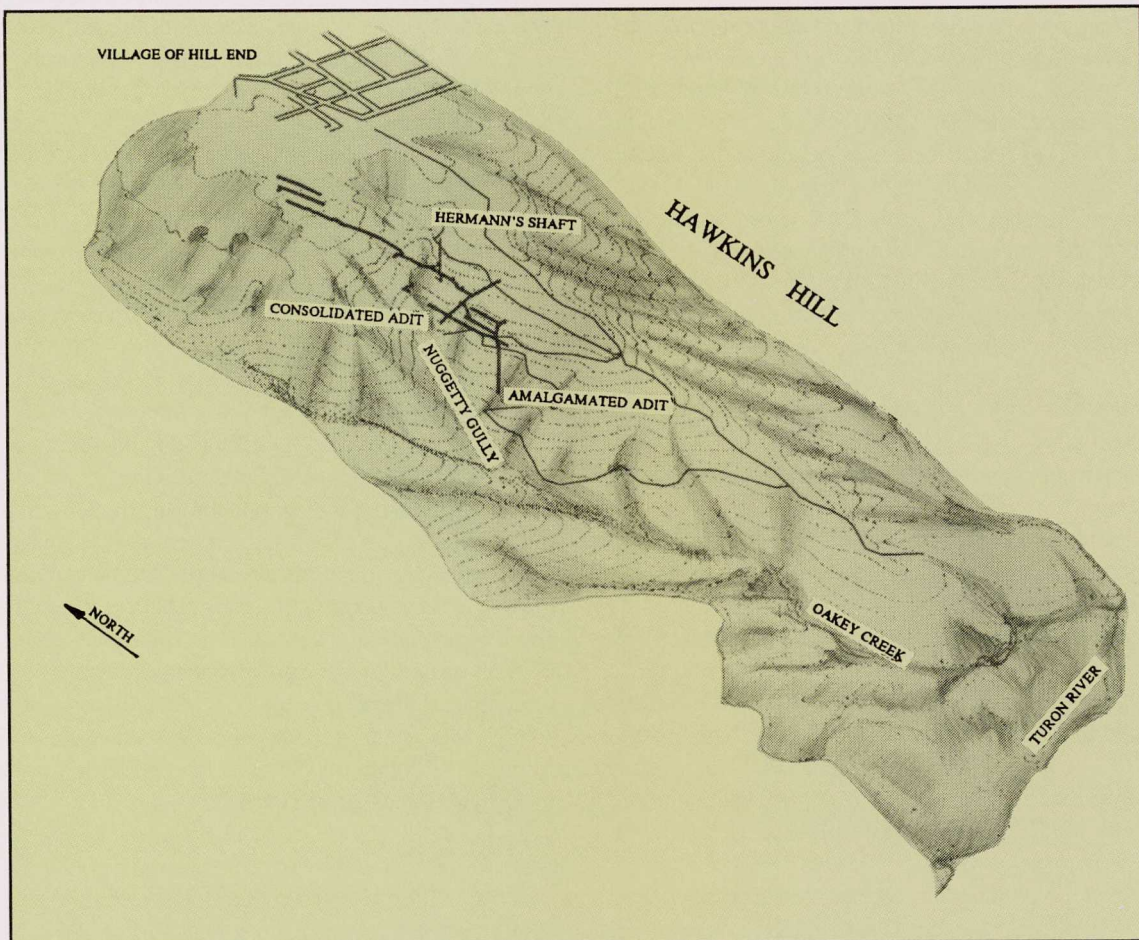 VILLAGE OF HILL END
HAWKINS HILL
HERMANN'S SHAFT
CONSOLIDATED ADIT
NUGGETTY GULLY
AMALGAMATED ADIT
NORTH
OAKEY CREEK
TURON RIVER